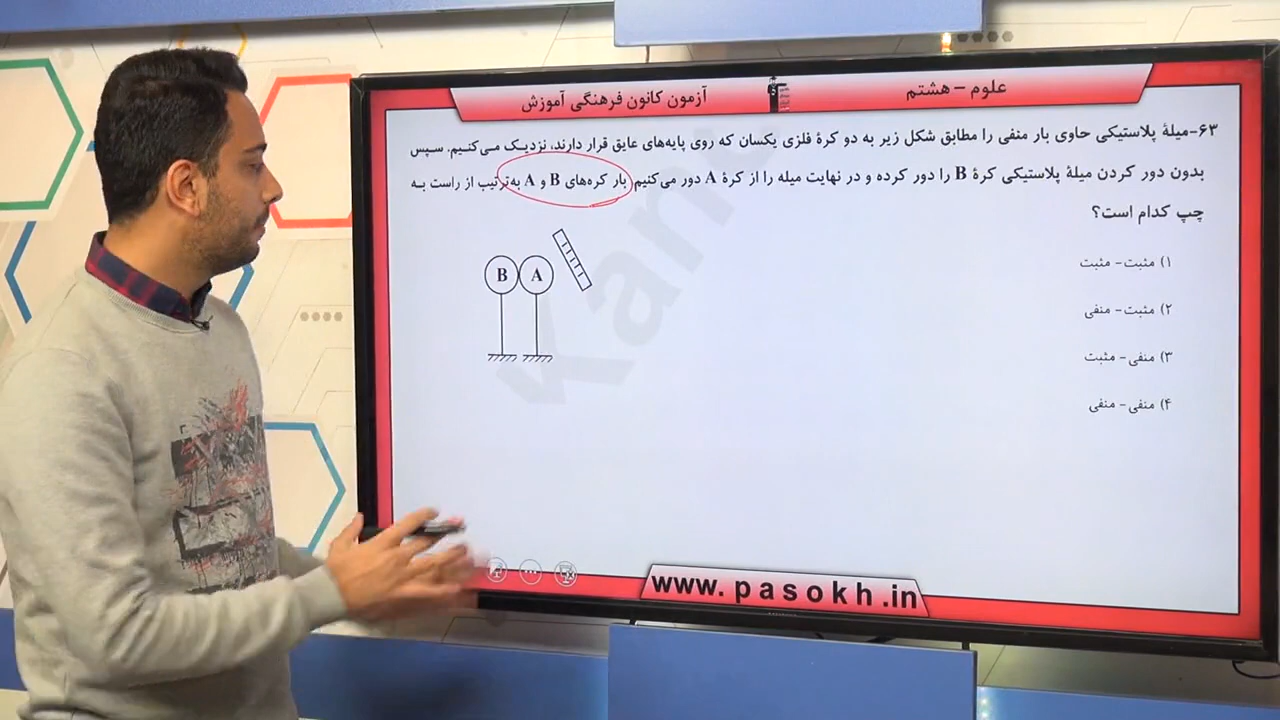 علوم - هشتم
آزمون کانون فرهنگی آموزش
۶۳-میلهٔ پلاستیکی حاوی بار منفی را مطابق شکل زیر به دو کرهٔ فلزی یکسان که روی پایه‌های عایق قرار دارند، نزدیک می‌کنیم. سپس
بدون دور کردن میلهٔ پلاستیکی کرهٔ B را دور کرده و در نهایت میله را از کرهٔ A دور می‌کنیم بار کره‌های B و A به‌ترتیب از راست به
چپ کدام است؟
۱) مثبت - مثبت
۲) مثبت - منفی
۳) منفی - مثبت
۴) منفی - منفی
B A
www.pasokh.in